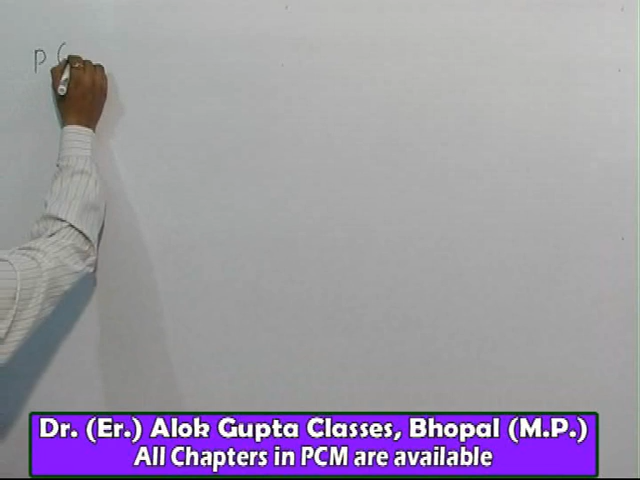 P (
Dr. (Er.) Alok Gupta Classes, Bhopal (M.P.)
All Chapters in PCM are available